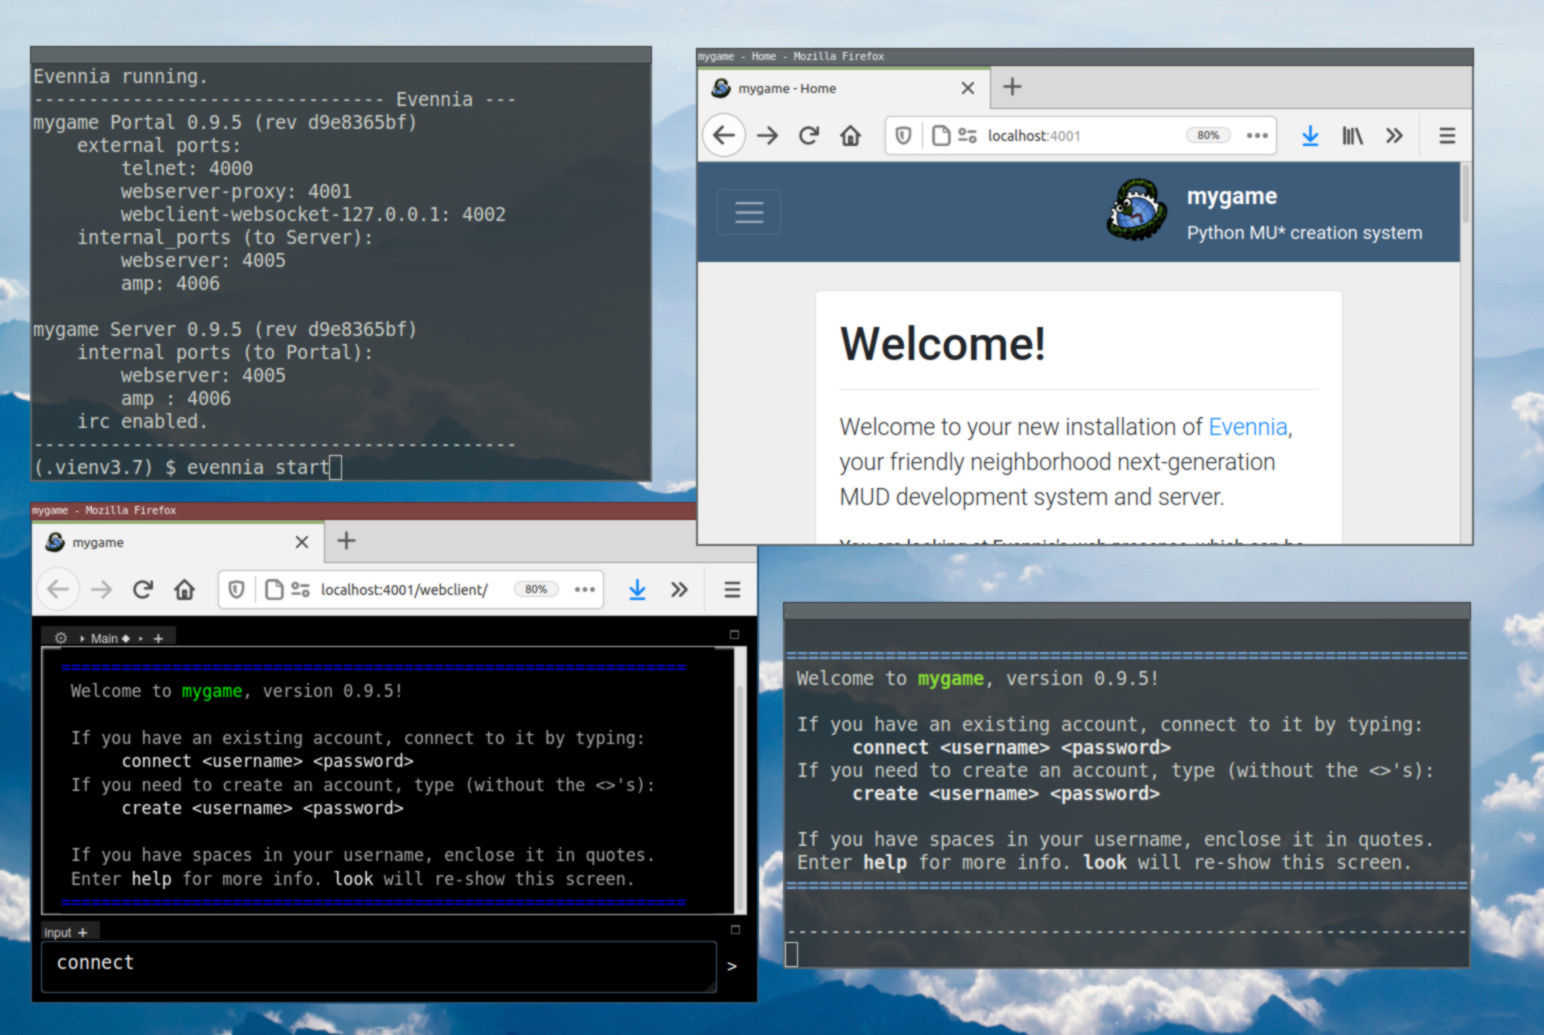 Evennia running.
-------------------------------- Evennia ---
mygame Portal 0.9.5 (rev d9e8365bf)
    external ports:
        telnet: 4000
        webserver-proxy: 4001
        webclient-websocket-127.0.0.1: 4002
    internal_ports (to Server):
        webserver: 4005
        amp: 4006
mygame Server 0.9.5 (rev d9e8365bf)
    internal ports (to Portal):
        webserver: 4005
        amp : 4006
    irc enabled.
--------------------------------------------
(.vienv3.7) $ evennia start
mygame - Home - Mozilla Firefox
mygame - Home
localhost:4001 80%
mygame
Python MU* creation system
Welcome!
Welcome to your new installation of Evennia,
your friendly neighborhood next-generation
MUD development system and server.
You are looking at Evennia's web presence, which can be
mygame - Mozilla Firefox
mygame
localhost:4001/webclient/ 80%
Main
==============================================================
Welcome to mygame, version 0.9.5!
If you have an existing account, connect to it by typing:
     connect <username> <password>
If you need to create an account, type (without the <>'s):
     create <username> <password>
If you have spaces in your username, enclose it in quotes.
Enter help for more info. look will re-show this screen.
==============================================================
input +
connect
>
==============================================================
Welcome to mygame, version 0.9.5!
If you have an existing account, connect to it by typing:
     connect <username> <password>
If you need to create an account, type (without the <>'s):
     create <username> <password>
If you have spaces in your username, enclose it in quotes.
Enter help for more info. look will re-show this screen.
==============================================================
--------------------------------------------------------------